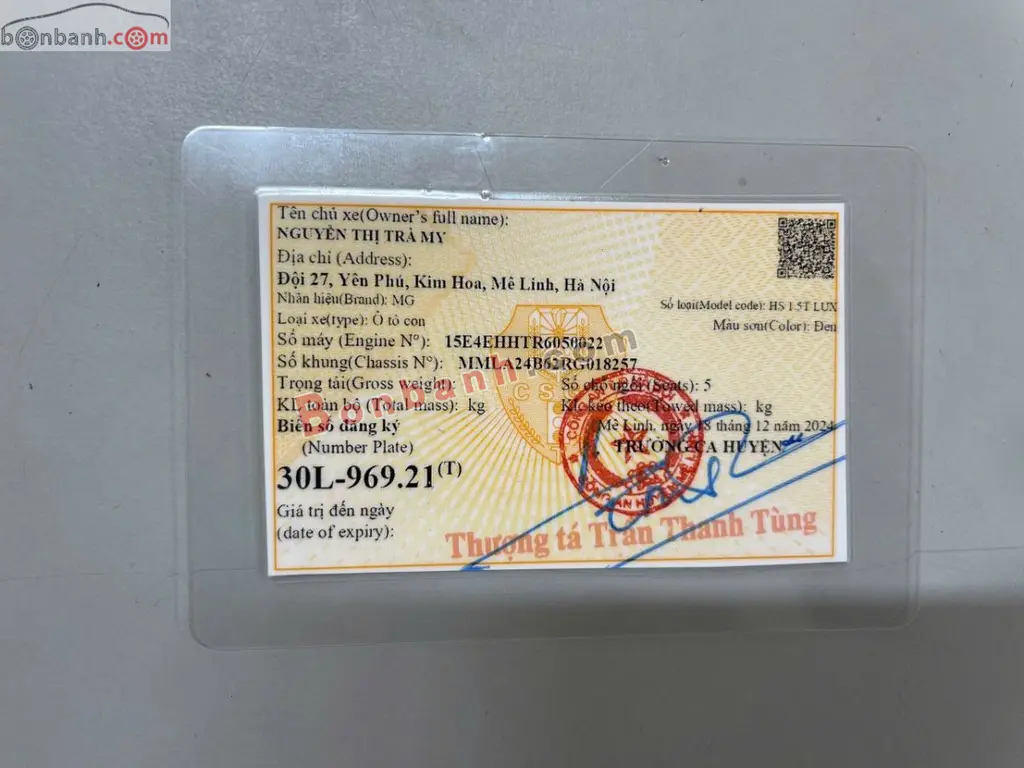 bonbanh.com
Tên chủ xe(Owner's full name):
NGUYỄN THỊ TRÀ MY
Địa chỉ (Address):
Đội 27, Yên Phú, Kim Hoa, Mê Linh, Hà Nội
Nhãn hiệu(Brand): MG Số loại(Model code): HS 1.5T LUX
Loại xe(type): Ô tô con Màu sơn(Color): Đen
Số máy (Engine N°): 15E4EHHTR6050022
Số khung(Chassis N°): MMLA24B62RG018257
Trọng tải(Gross weight): Số chỗ ngồi(Seats): 5
KL toàn bộ (Total mass): kg KL kéo theo(Towed mass): kg
Biển số đăng ký Mê Linh, ngày 18 tháng 12 năm 2024
(Number Plate) TRƯỞNG CA HUYỆN
30L-969.21(T)
Giá trị đến ngày
(date of expiry):
Thượng tá Trần Thanh Tùng
Bonbanh.com